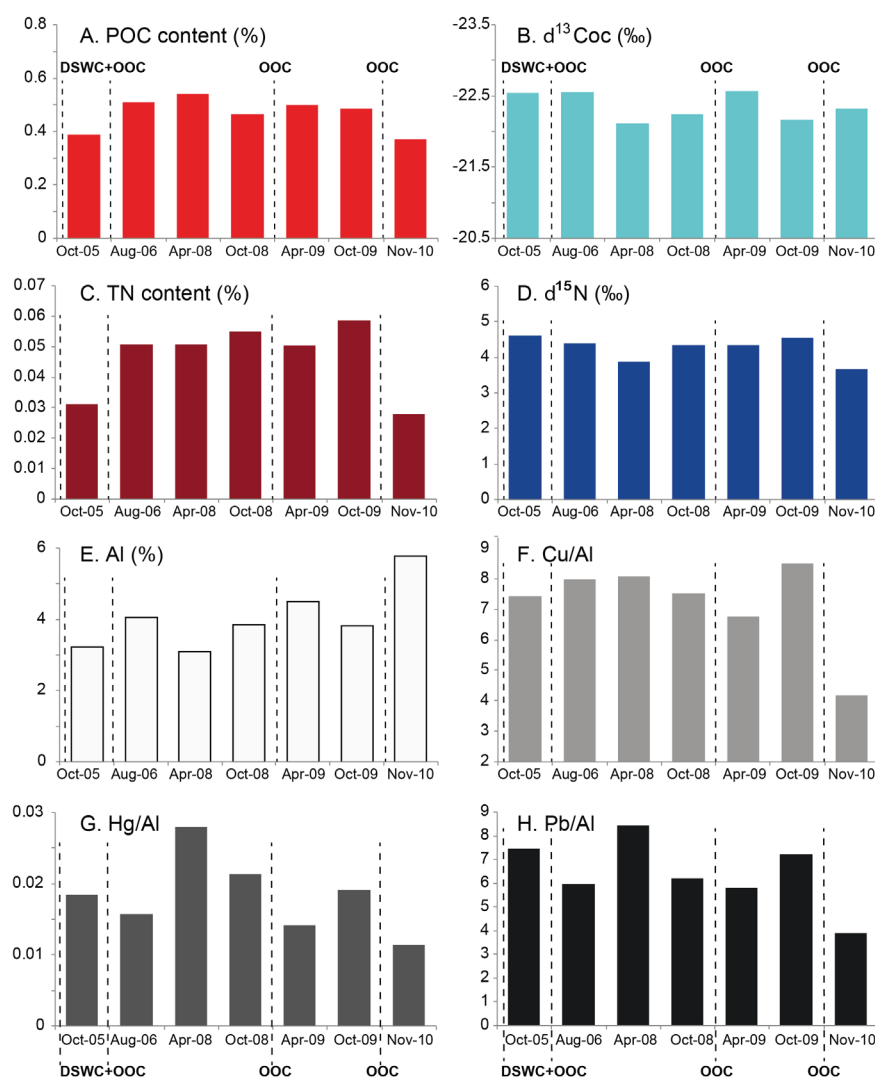 A. POC content (%)
DSWC+OOC OOC OOC
0.8
0.6
0.4
0.2
0
Oct-05 Aug-06 Apr-08 Oct-08 Apr-09 Oct-09 Nov-10
B. d13Coc (‰)
DSWC+OOC OOC OOC
-23.5
-22.5
-21.5
-20.5
Oct-05 Aug-06 Apr-08 Oct-08 Apr-09 Oct-09 Nov-10
C. TN content (%)
0.07
0.06
0.05
0.04
0.03
0.02
0.01
0
Oct-05 Aug-06 Apr-08 Oct-08 Apr-09 Oct-09 Nov-10
D. d15N (‰)
6
5
4
3
2
1
0
Oct-05 Aug-06 Apr-08 Oct-08 Apr-09 Oct-09 Nov-10
E. Al (%)
6
4
2
0
Oct-05 Aug-06 Apr-08 Oct-08 Apr-09 Oct-09 Nov-10
F. Cu/Al
9
8
7
6
5
4
3
2
Oct-05 Aug-06 Apr-08 Oct-08 Apr-09 Oct-09 Nov-10
G. Hg/Al
0.03
0.02
0.01
0
Oct-05 Aug-06 Apr-08 Oct-08 Apr-09 Oct-09 Nov-10
DSWC+OOC OOC OOC
H. Pb/Al
9
8
7
6
5
4
3
2
1
0
Oct-05 Aug-06 Apr-08 Oct-08 Apr-09 Oct-09 Nov-10
DSWC+OOC OOC OOC